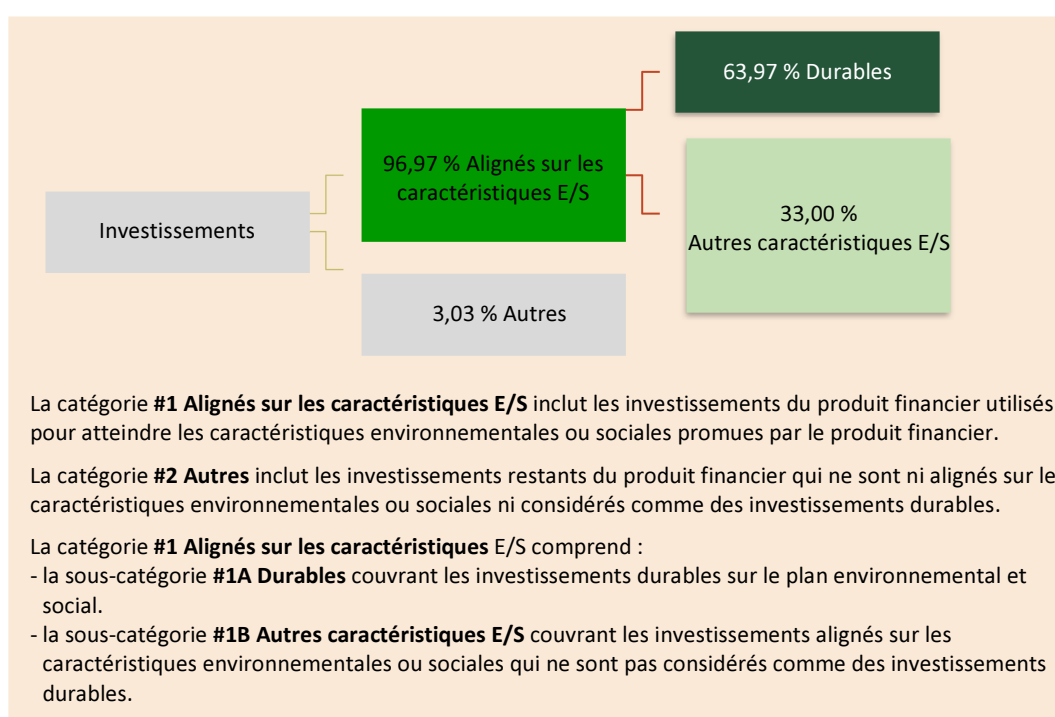 63,97 % Durables
96,97 % Alignés sur les
caractéristiques E/S
33,00 %
Autres caractéristiques E/S
Investissements
3,03 % Autres
La catégorie #1 Alignés sur les caractéristiques E/S inclut les investissements du produit financier utilisés
pour atteindre les caractéristiques environnementales ou sociales promues par le produit financier.
La catégorie #2 Autres inclut les investissements restants du produit financier qui ne sont ni alignés sur le
caractéristiques environnementales ou sociales ni considérés comme des investissements durables.
La catégorie #1 Alignés sur les caractéristiques E/S comprend :
- la sous-catégorie #1A Durables couvrant les investissements durables sur le plan environnemental et
social.
- la sous-catégorie #1B Autres caractéristiques E/S couvrant les investissements alignés sur les
caractéristiques environnementales ou sociales qui ne sont pas considérés comme des investissements
durables.